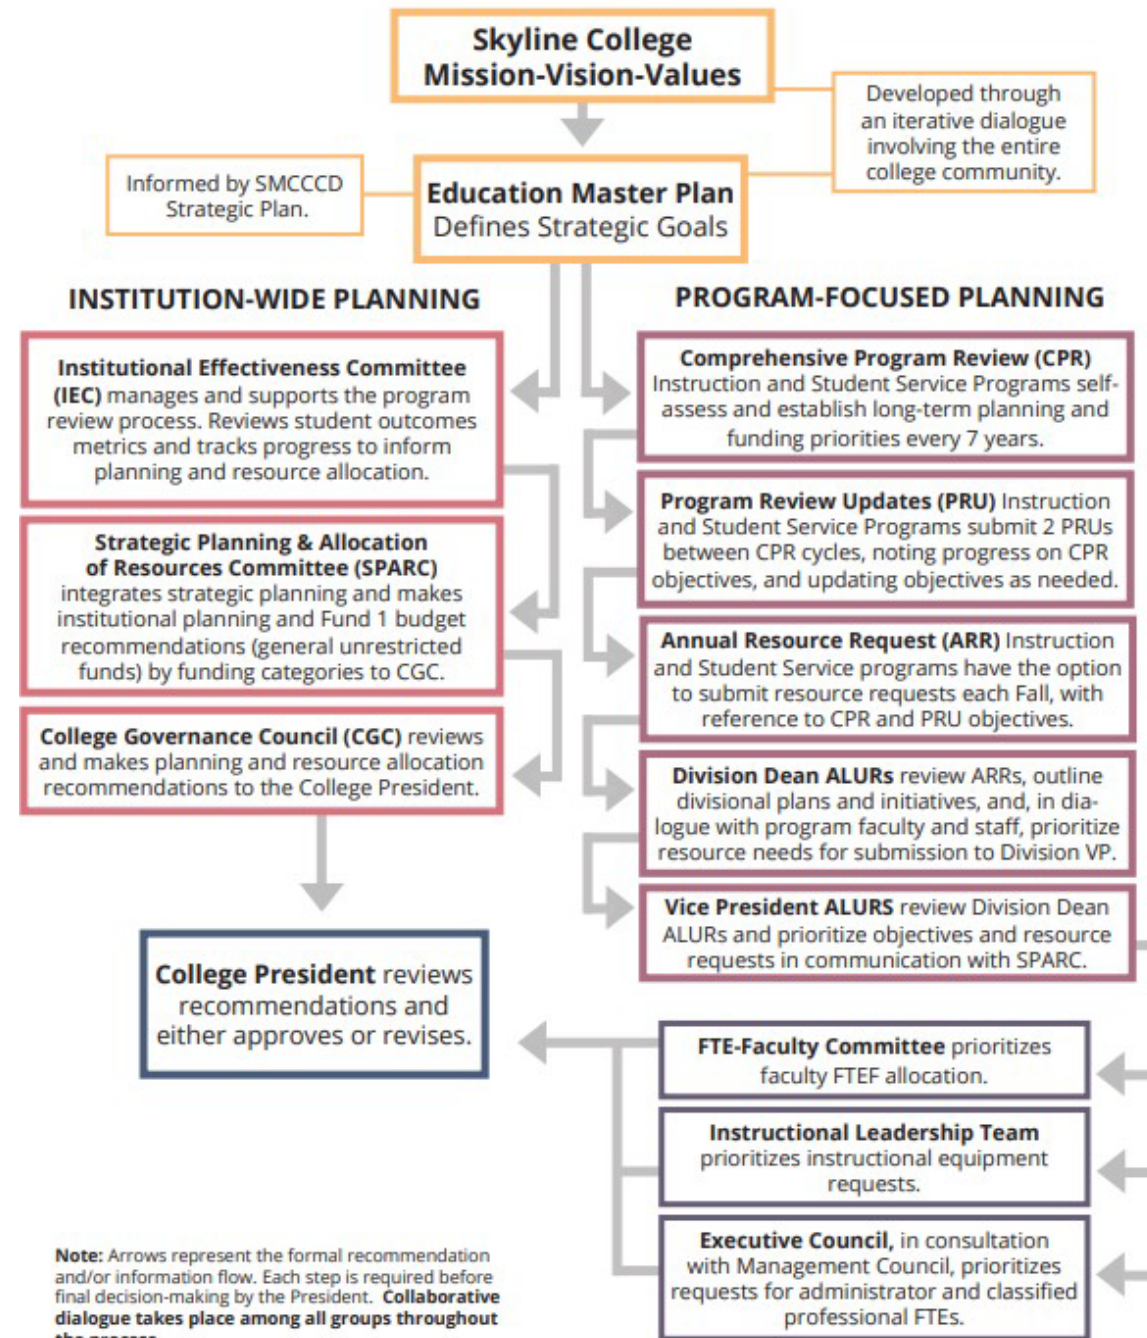 Skyline College
Mission-Vision-Values
Developed through
an iterative dialogue
involving the entire
college community.
Informed by SMCCCD
Strategic Plan.
Education Master Plan
Defines Strategic Goals
INSTITUTION-WIDE PLANNING
Institutional Effectiveness Committee
(IEC) manages and supports the program
review process. Reviews student outcomes
metrics and tracks progress to inform
planning and resource allocation.
Strategic Planning & Allocation
of Resources Committee (SPARC)
integrates strategic planning and makes
institutional planning and Fund 1 budget
recommendations (general unrestricted
funds) by funding categories to CGC.
College Governance Council (CGC) reviews
and makes planning and resource allocation
recommendations to the College President.
College President reviews
recommendations and
either approves or revises.
PROGRAM-FOCUSED PLANNING
Comprehensive Program Review (CPR)
Instruction and Student Service Programs self-
assess and establish long-term planning and
funding priorities every 7 years.
Program Review Updates (PRU) Instruction
and Student Service Programs submit 2 PRUs
between CPR cycles, noting progress on CPR
objectives, and updating objectives as needed.
Annual Resource Request (ARR) Instruction
and Student Service programs have the option
to submit resource requests each Fall, with
reference to CPR and PRU objectives.
Division Dean ALURs review ARRs, outline
divisional plans and initiatives, and, in dia-
logue with program faculty and staff, prioritize
resource needs for submission to Division VP.
Vice President ALURS review Division Dean
ALURs and prioritize objectives and resource
requests in communication with SPARC.
FTE-Faculty Committee prioritizes
faculty FTEF allocation.
Instructional Leadership Team
prioritizes instructional equipment
requests.
Executive Council, in consultation
with Management Council, prioritizes
requests for administrator and classified
professional FTEs.
Note: Arrows represent the formal recommendation
and/or information flow. Each step is required before
final decision-making by the President. Collaborative
dialogue takes place among all groups throughout
the process